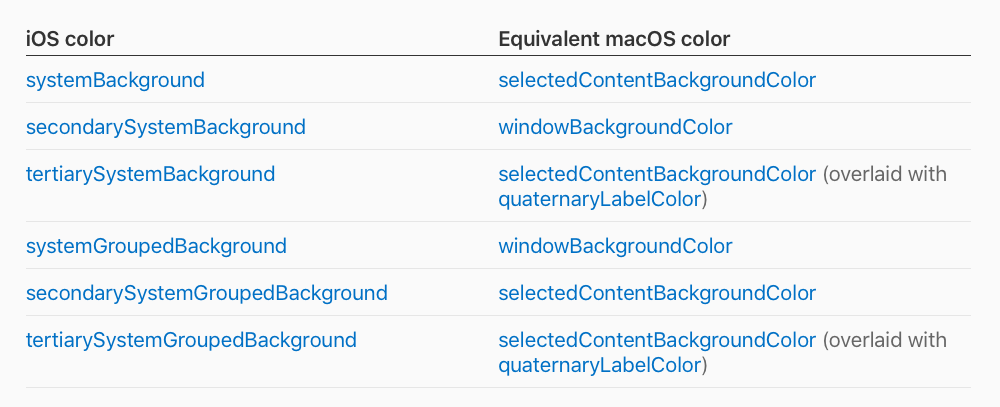 iOS color Equivalent macOS color
systemBackground selectedContentBackgroundColor
secondarySystemBackground windowBackgroundColor
tertiarySystemBackground selectedContentBackgroundColor (overlaid with
quaternaryLabelColor)
systemGroupedBackground windowBackgroundColor
secondarySystemGroupedBackground selectedContentBackgroundColor
tertiarySystemGroupedBackground selectedContentBackgroundColor (overlaid with
quaternaryLabelColor)